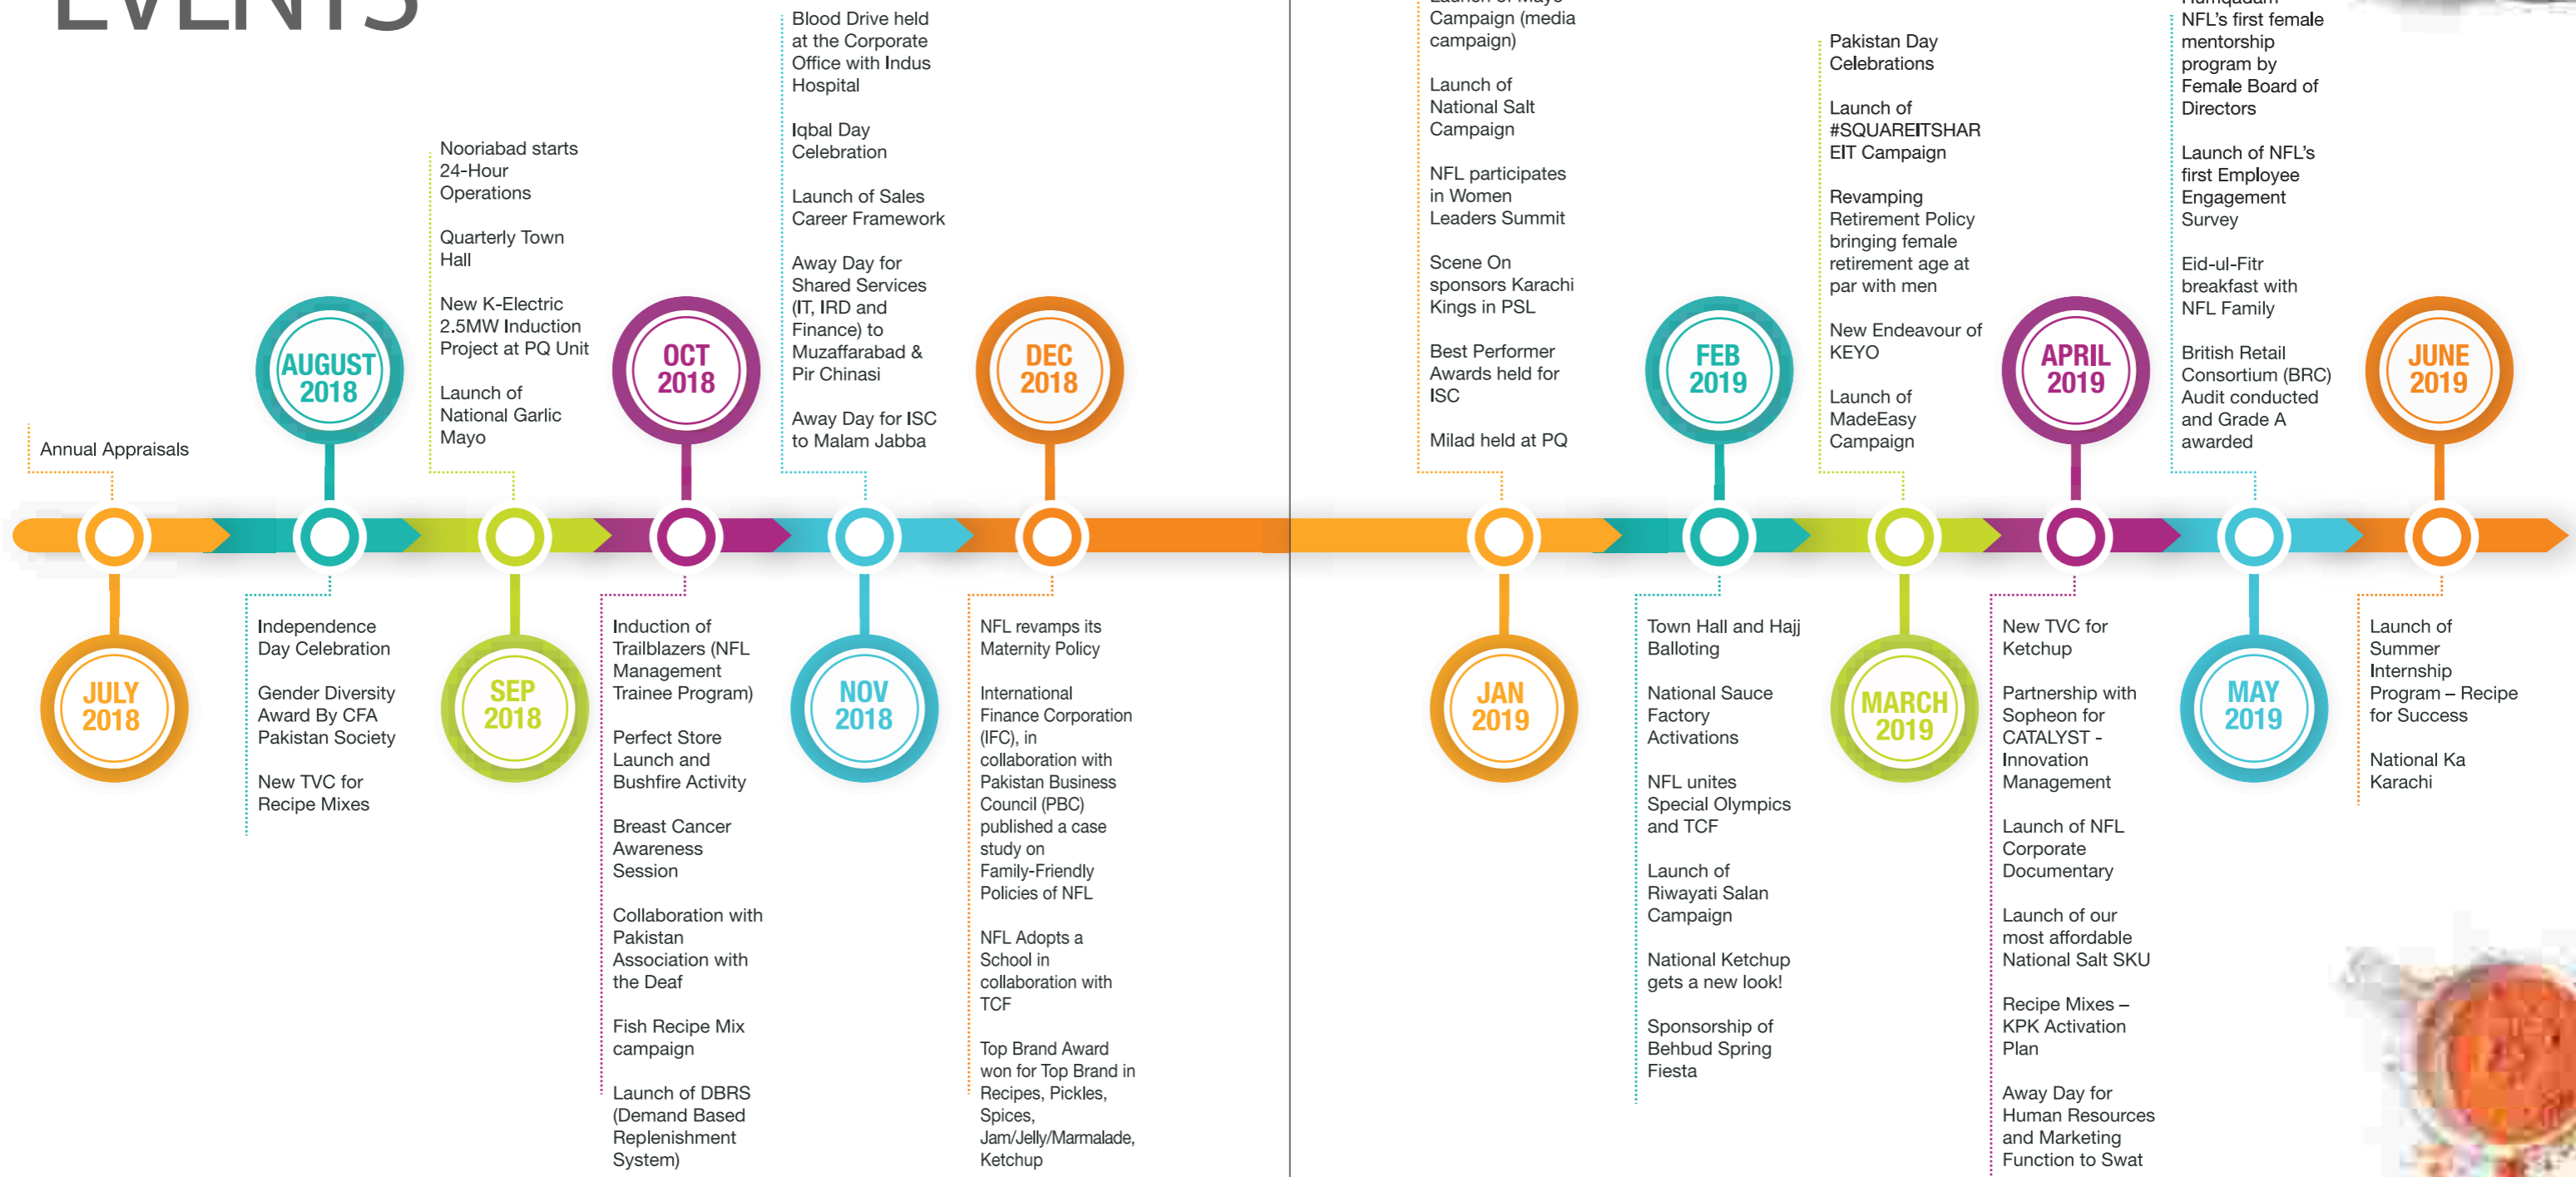 EVENTS
Annual Appraisals
JULY
2018
AUGUST
2018
Independence
Day Celebration
Gender Diversity
Award By CFA
Pakistan Society
New TVC for
Recipe Mixes
Nooriabad starts
24-Hour
Operations
Quarterly Town
Hall
New K-Electric
2.5MW Induction
Project at PQ Unit
Launch of
National Garlic
Mayo
SEP
2018
OCT
2018
Induction of
Trailblazers (NFL
Management
Trainee Program)
Perfect Store
Launch and
Bushfire Activity
Breast Cancer
Awareness
Session
Collaboration with
Pakistan
Association with
the Deaf
Fish Recipe Mix
campaign
Launch of DBRS
(Demand Based
Replenishment
System)
Blood Drive held
at the Corporate
Office with Indus
Hospital
Iqbal Day
Celebration
Launch of Sales
Career Framework
Away Day for
Shared Services
(IT, IRD and
Finance) to
Muzaffarabad &
Pir Chinasi
Away Day for ISC
to Malam Jabba
NOV
2018
DEC
2018
NFL revamps its
Maternity Policy
International
Finance Corporation
(IFC), in
collaboration with
Pakistan Business
Council (PBC)
published a case
study on
Family-Friendly
Policies of NFL
NFL Adopts a
School in
collaboration with
TCF
Top Brand Award
won for Top Brand in
Recipes, Pickles,
Spices,
Jam/Jelly/Marmalade,
Ketchup
Launch of Mayo
Campaign (media
campaign)
Launch of
National Salt
Campaign
NFL participates
in Women
Leaders Summit
Scene On
sponsors Karachi
Kings in PSL
Best Performer
Awards held for
ISC
Milad held at PQ
JAN
2019
FEB
2019
Town Hall and Hajj
Balloting
National Sauce
Factory
Activations
NFL unites
Special Olympics
and TCF
Launch of
Riwayati Salan
Campaign
National Ketchup
gets a new look!
Sponsorship of
Behbud Spring
Fiesta
Pakistan Day
Celebrations
Launch of
#SQUAREITSHAR
EIT Campaign
Revamping
Retirement Policy
bringing female
retirement age at
par with men
New Endeavour of
KEYO
Launch of
MadeEasy
Campaign
MARCH
2019
APRIL
2019
New TVC for
Ketchup
Partnership with
Sopheon for
CATALYST -
Innovation
Management
Launch of NFL
Corporate
Documentary
Launch of our
most affordable
National Salt SKU
Recipe Mixes –
KPK Activation
Plan
Away Day for
Human Resources
and Marketing
Function to Swat
Humqadam
NFL's first female
mentorship
program by
Female Board of
Directors
Launch of NFL's
first Employee
Engagement
Survey
Eid-ul-Fitr
breakfast with
NFL Family
British Retail
Consortium (BRC)
Audit conducted
and Grade A
awarded
MAY
2019
JUNE
2019
Launch of
Summer
Internship
Program – Recipe
for Success
National Ka
Karachi